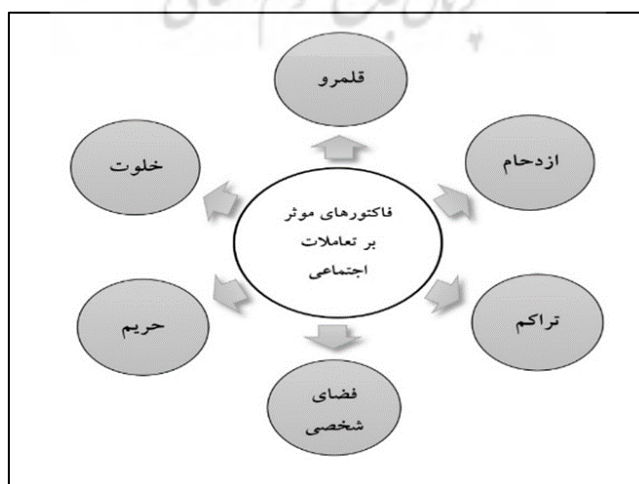 قلمرو
ازدحام
خلوت
فاکتورهای موثر
بر تعاملات
اجتماعی
تراکم
حریم
فضای
شخصی